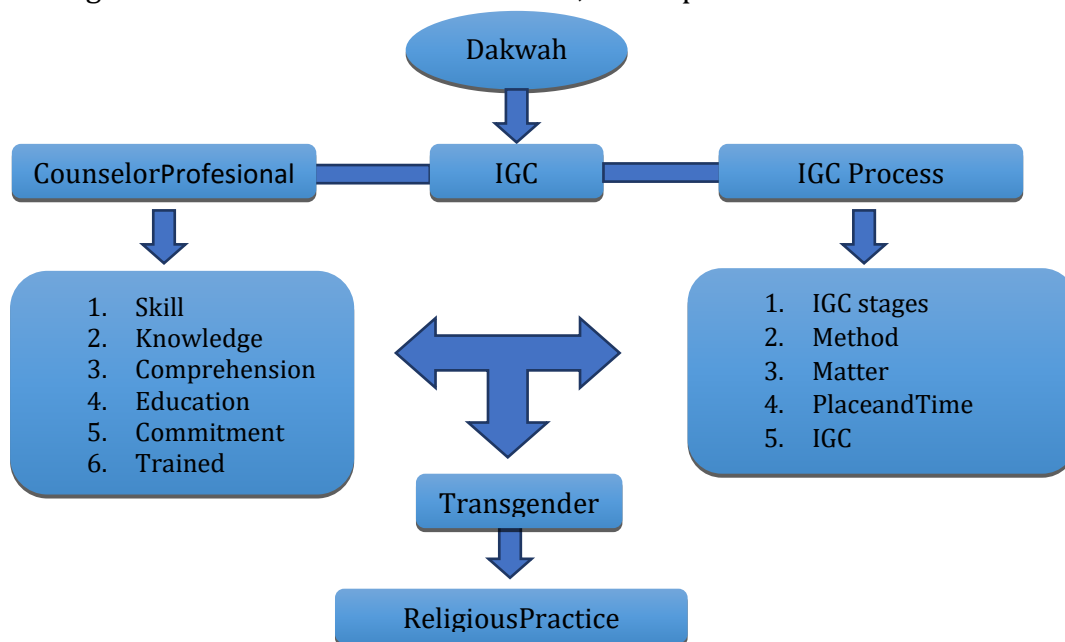 Dakwah
CounselorProfesional
IGC
IGC Process
1. Skill
2. Knowledge
3. Comprehension
4. Education
5. Commitment
6. Trained
1. IGC stages
2. Method
3. Matter
4. PlaceandTime
5. IGC
Transgender
ReligiousPractice